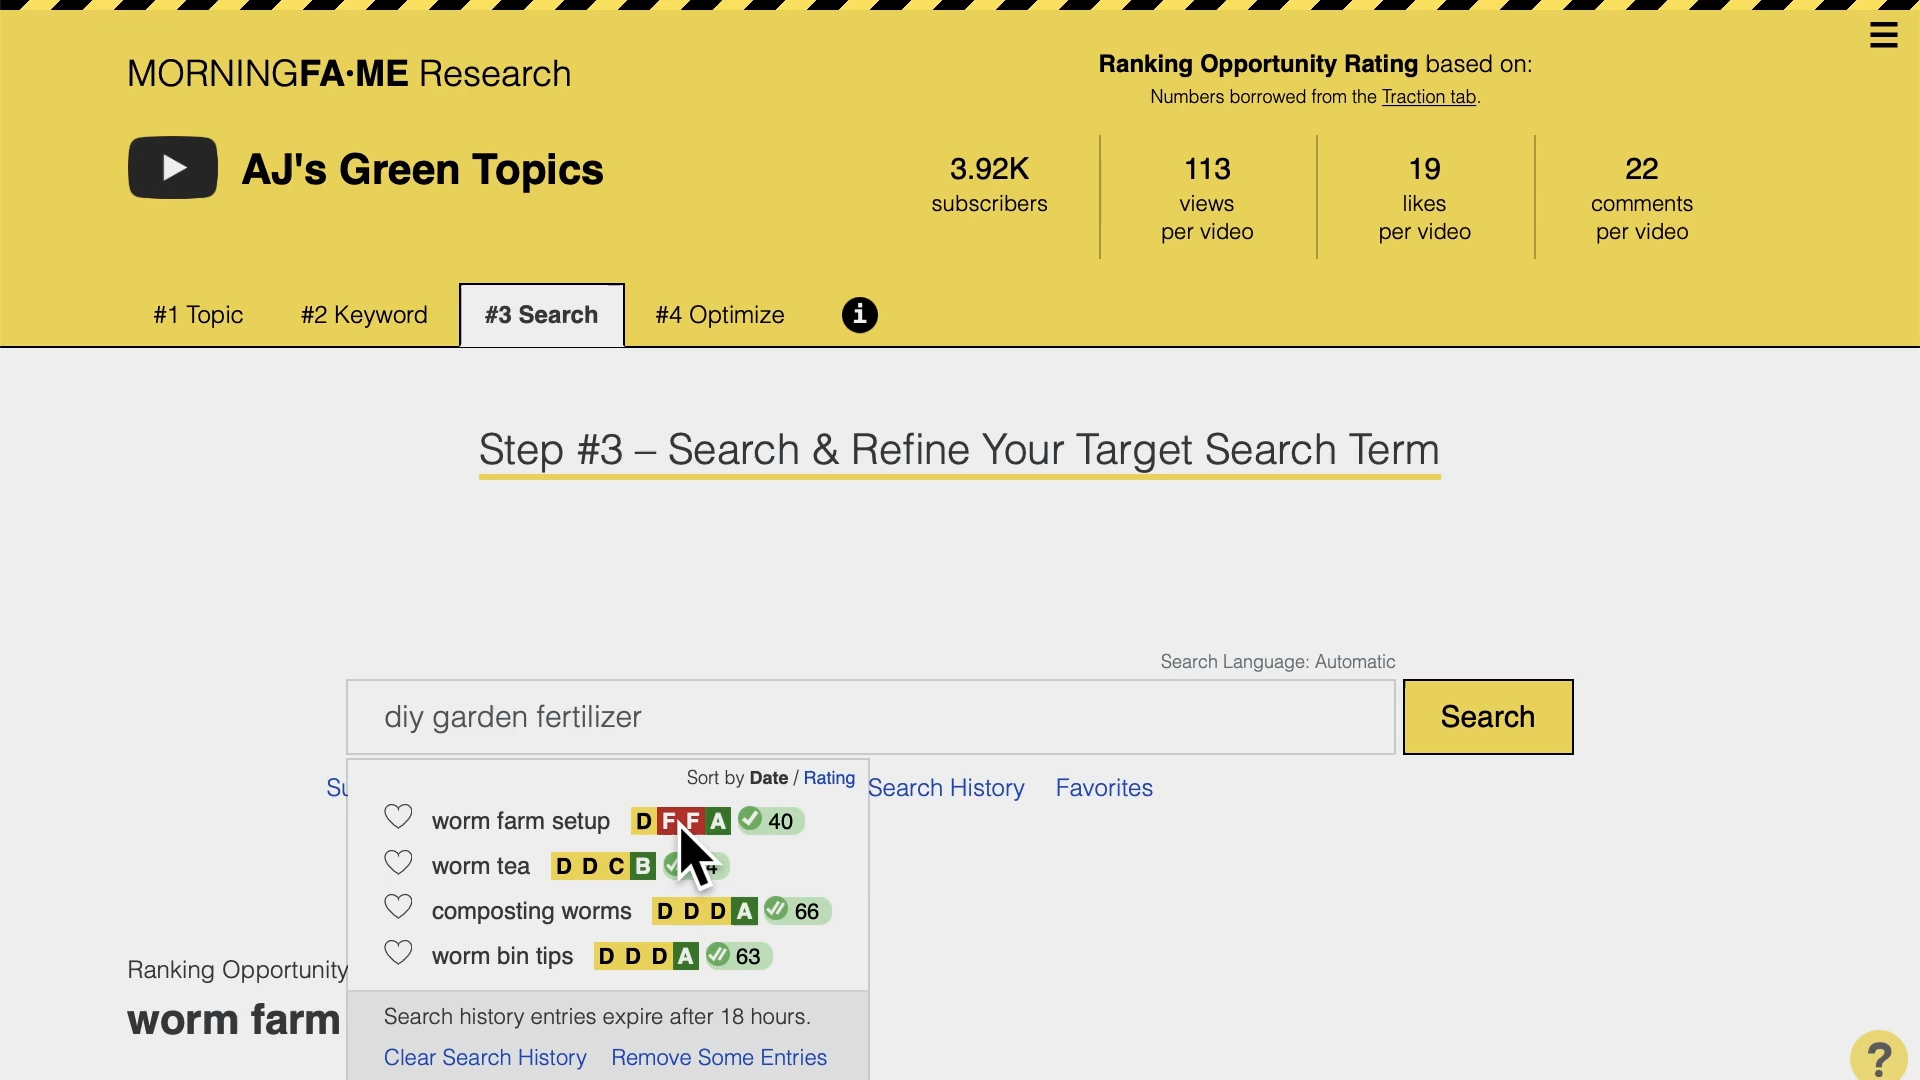 MORNINGFA·ME Research
Ranking Opportunity Rating based on:
Numbers borrowed from the Traction tab.
AJ's Green Topics
3.92K
subscribers
113
views
per video
19
likes
per video
22
comments
per video
#1 Topic
#2 Keyword
#3 Search
#4 Optimize
i
Step #3 – Search & Refine Your Target Search Term
Search Language: Automatic
diy garden fertilizer
Search
Sort by Date / Rating
Search History
Favorites
worm farm setup D F F A 40
worm tea D D C B
composting worms D D D A 66
worm bin tips D D D A 63
Ranking Opportunity
worm farm
Search history entries expire after 18 hours.
Clear Search History
Remove Some Entries
?